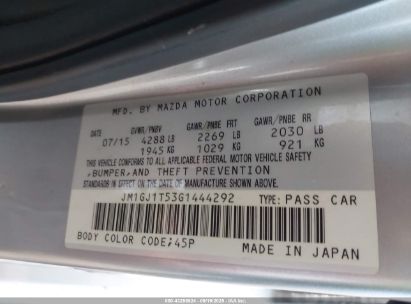 MFD. BY MAZDA MOTOR CORPORATION
DATE GVWR/PNBV GAWR/PNBE FRT GAWR/PNBE RR
07/15 4288 LB 2269 LB 2030 LB
1945 KG 1029 KG 921 KG
THIS VEHICLE CONFORMS TO ALL APPLICABLE FEDERAL MOTOR VEHICLE SAFETY
,BUMPER,AND THEFT PREVENTION
STANDARDS IN EFFECT ON THE DATE OF MANUFACTURE SHOWN ABOVE.
JM1GJ1T53G1444292 TYPE: PASS CAR
BODY COLOR CODE:45P MADE IN JAPAN